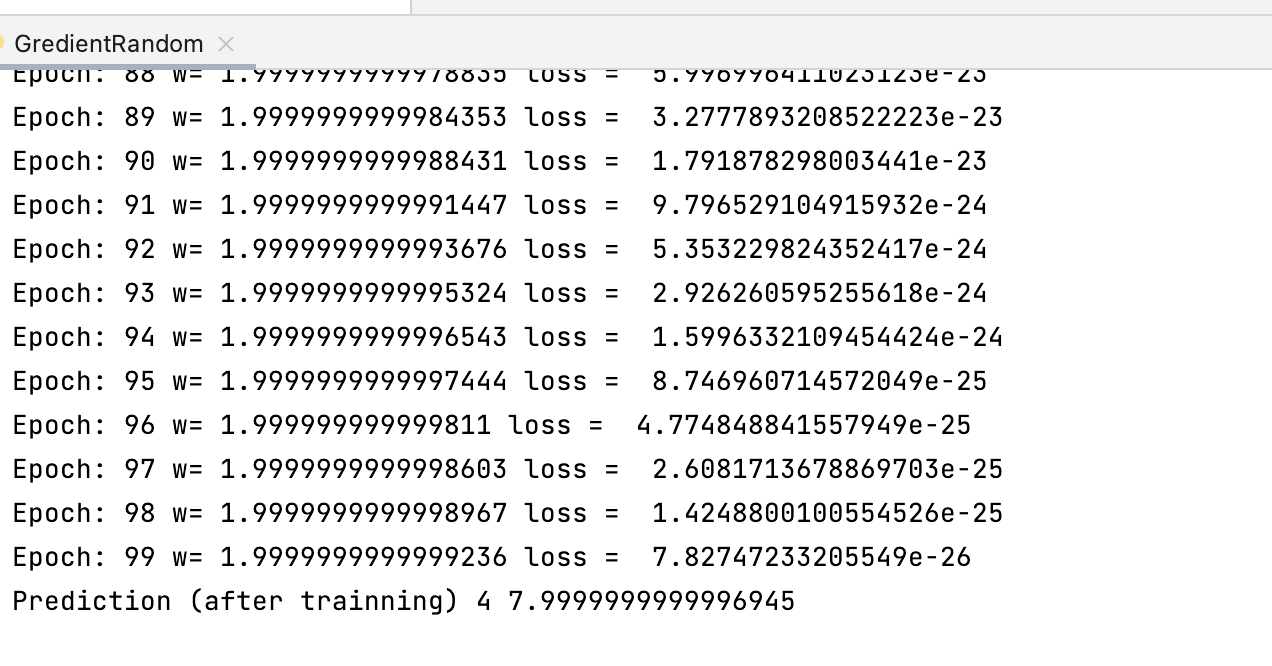 GredientRandom
Epoch: 88 w= 1.9999999999978835 loss =  5.996996411023123e-23
Epoch: 89 w= 1.9999999999984353 loss =  3.2777893208522223e-23
Epoch: 90 w= 1.9999999999988431 loss =  1.791878298003441e-23
Epoch: 91 w= 1.9999999999991447 loss =  9.796529104915932e-24
Epoch: 92 w= 1.9999999999993676 loss =  5.353229824352417e-24
Epoch: 93 w= 1.9999999999995324 loss =  2.926260595255618e-24
Epoch: 94 w= 1.9999999999996543 loss =  1.5996332109454424e-24
Epoch: 95 w= 1.9999999999997444 loss =  8.746960714572049e-25
Epoch: 96 w= 1.999999999999811 loss =  4.774848841557949e-25
Epoch: 97 w= 1.9999999999998603 loss =  2.6081713678869703e-25
Epoch: 98 w= 1.9999999999998967 loss =  1.4248800100554526e-25
Epoch: 99 w= 1.9999999999999236 loss =  7.82747233205549e-26
Prediction (after trainning) 4 7.9999999999996945